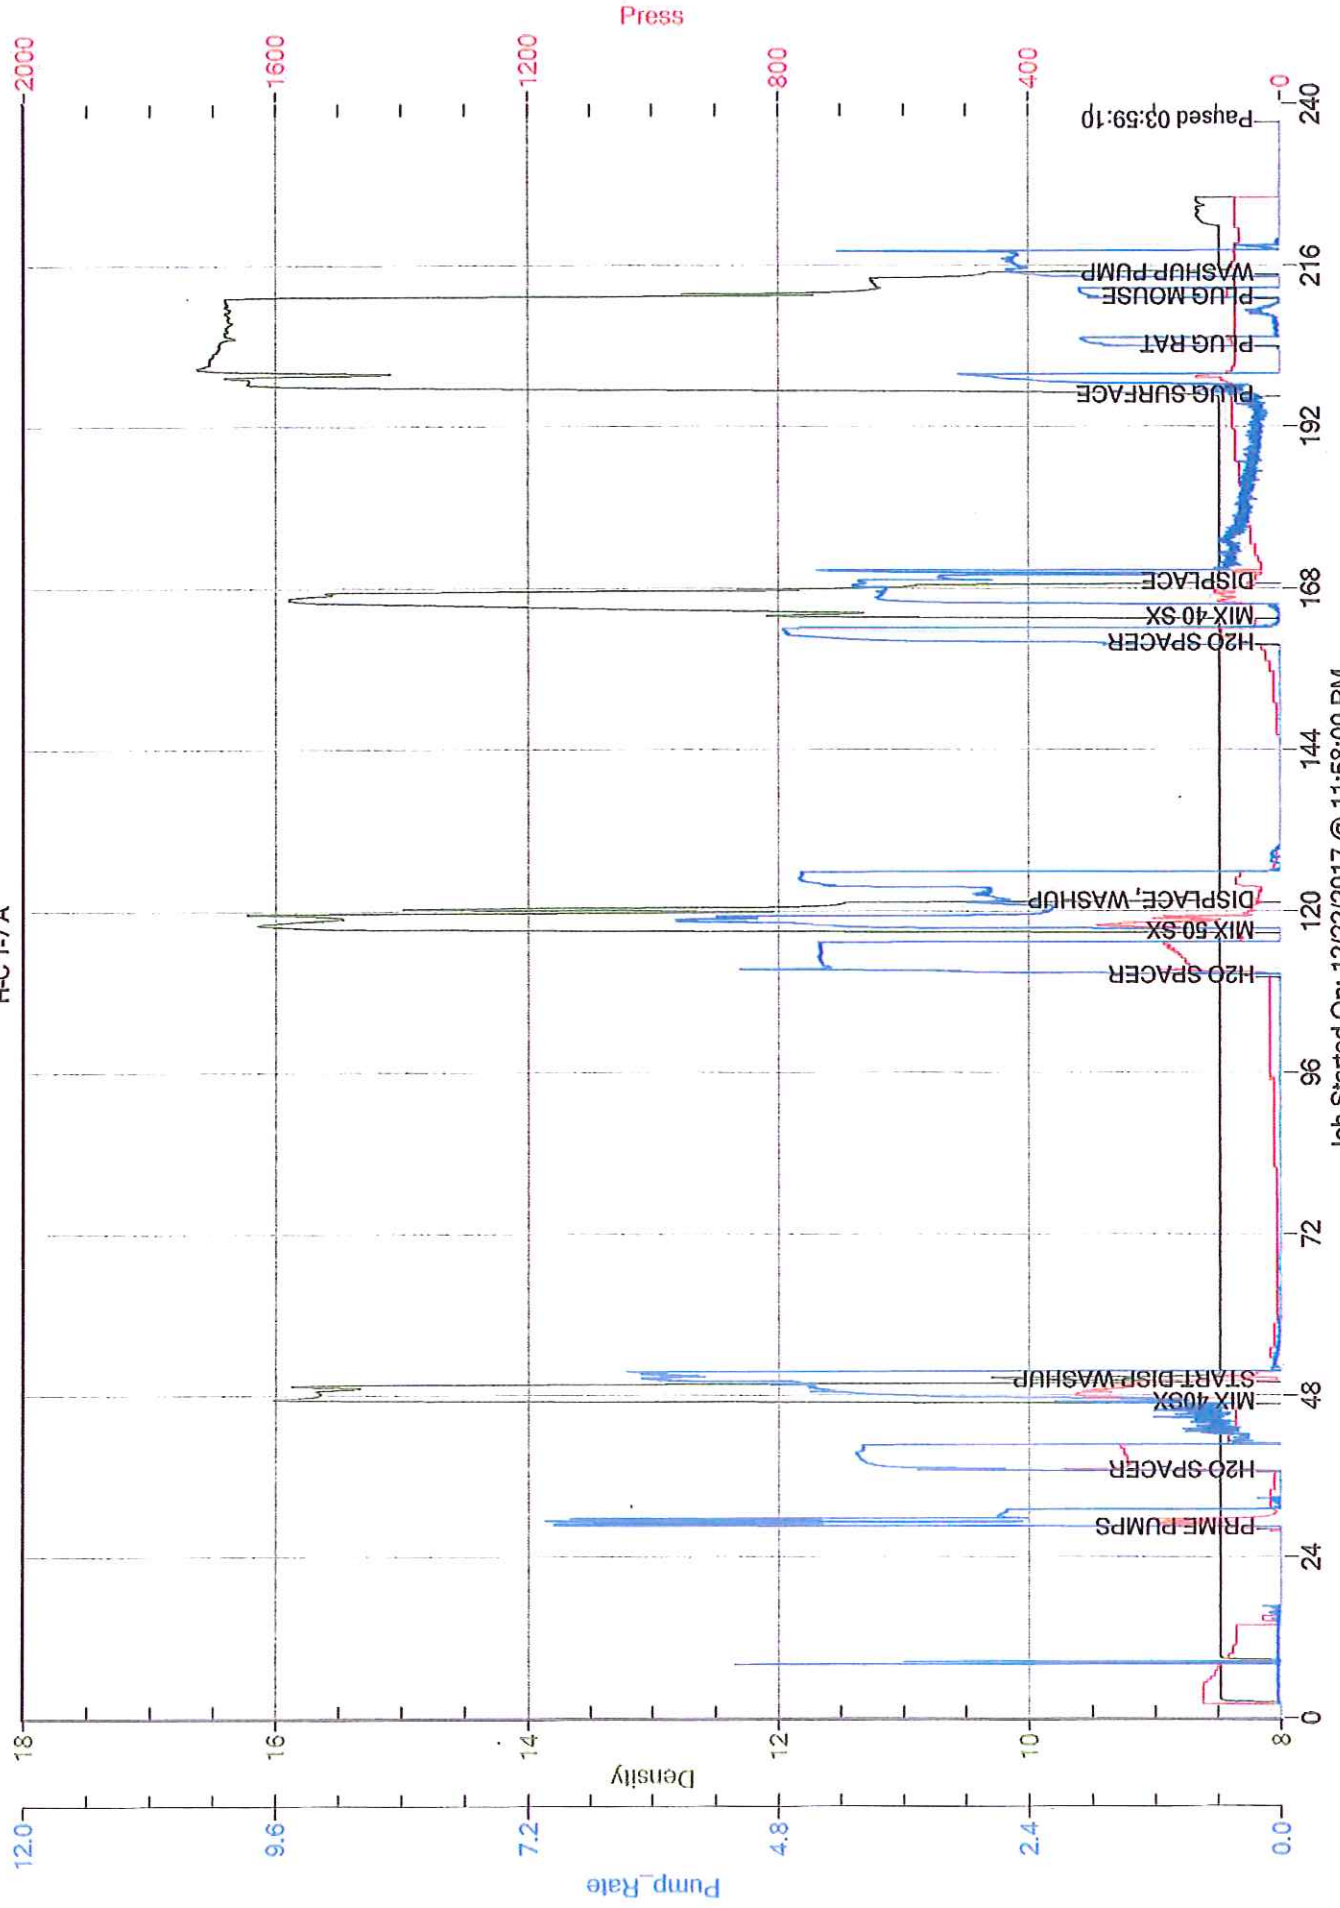 Press
2000
1600
1200
800
400
0
240
216
192
168
144
120
96
72
48
24
0
Paused 03:59:10
WASHUP PUMP
PLUG MOUSE
PLUG RAT
PLUG SURFACE
DISPLACE
MIX 40 SX
H2O SPACER
DISPLACE, WASHUP
MIX 50 SX
H2O SPACER
START DISP WASHUP
MIX 40SX
H2O SPACER
PRIME PUMPS
18
16
14
12
10
8
Density
12.0
9.6
7.2
4.8
2.4
0.0
Pump_Rate